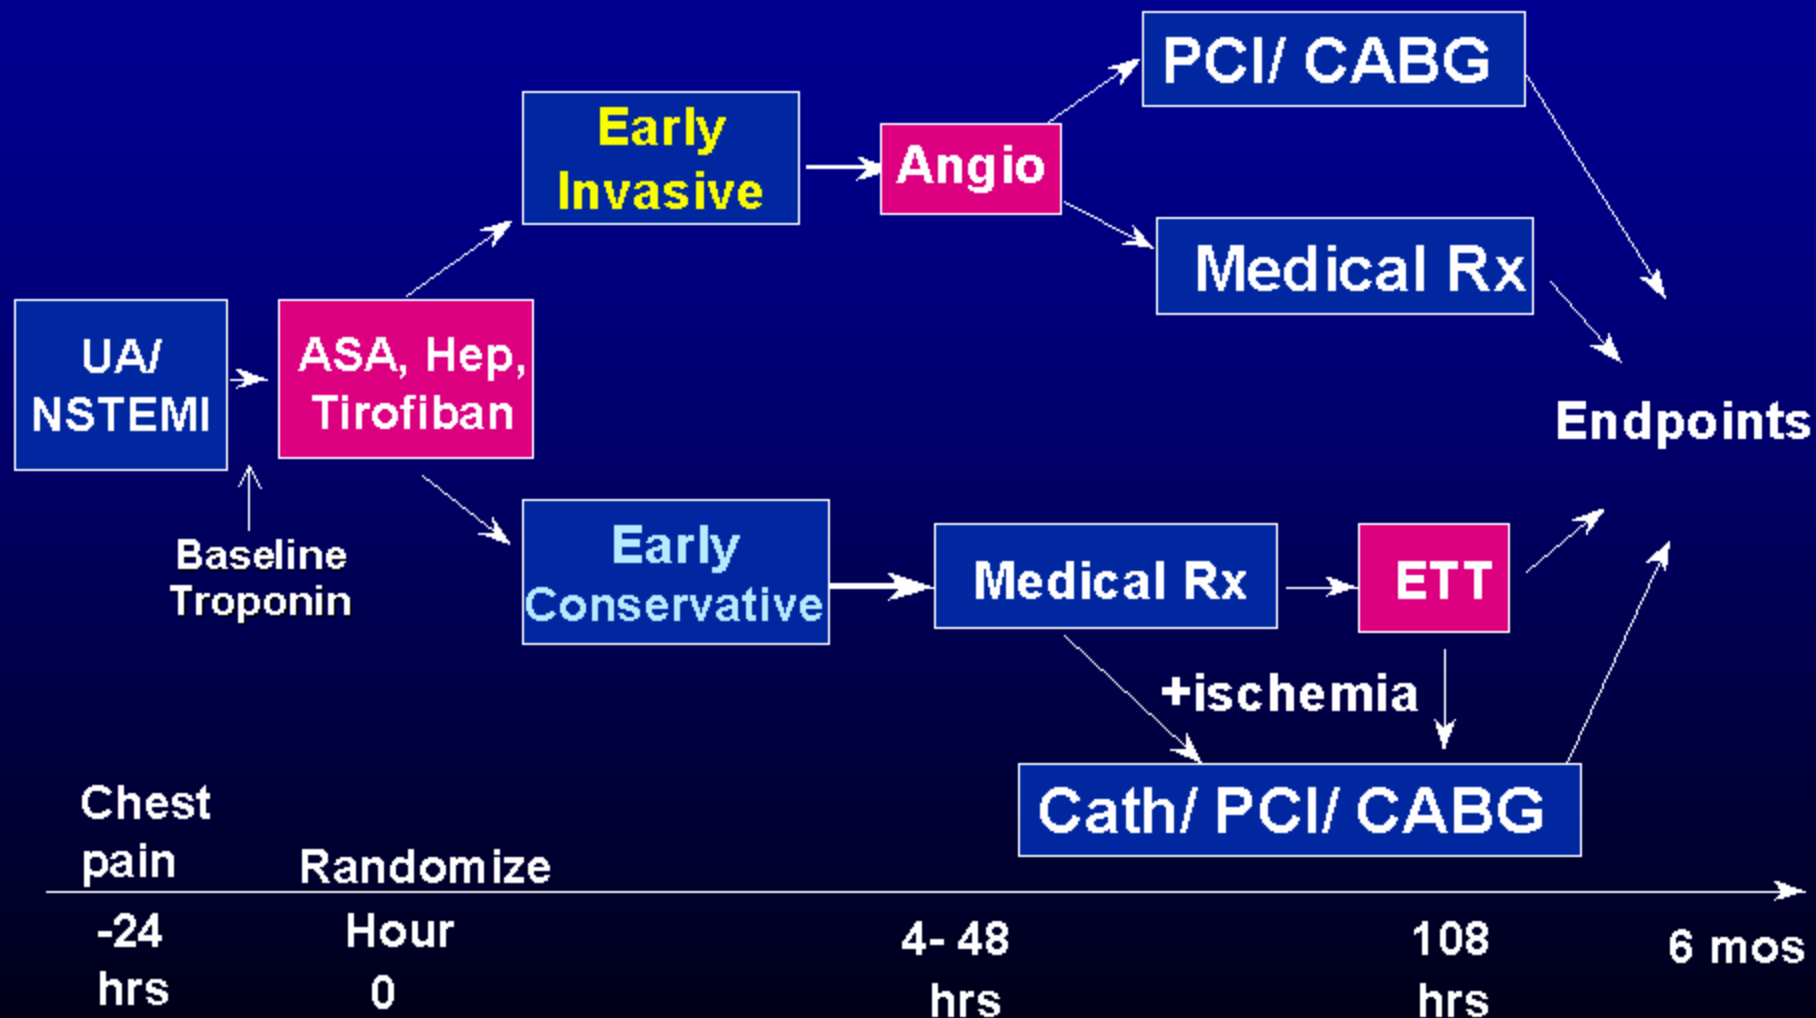 PCI/ CABG
Early
Invasive
Angio
Medical Rx
UA/
NSTEMI
ASA, Hep,
Tirofiban
Endpoints
Baseline
Troponin
Early
Conservative
Medical Rx
ETT
+ischemia
Cath/ PCI/ CABG
Chest
pain
Randomize
-24
hrs
Hour
0
4- 48
hrs
108
hrs
6 mos